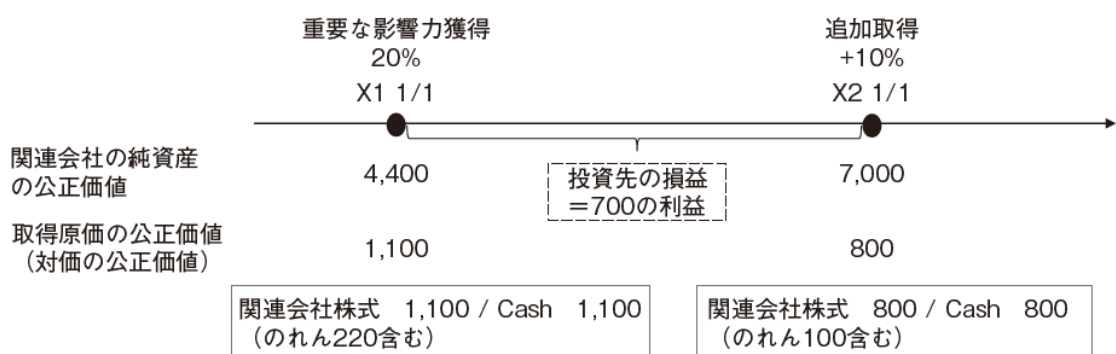 重要な影響力獲得
20%
X1 1/1
追加取得
+10%
X2 1/1
関連会社の純資産
の公正価値
4,400
投資先の損益
＝700の利益
7,000
取得原価の公正価値
（対価の公正価値）
1,100
800
関連会社株式　1,100 / Cash　1,100
（のれん220含む）
関連会社株式　800 / Cash　800
（のれん100含む）